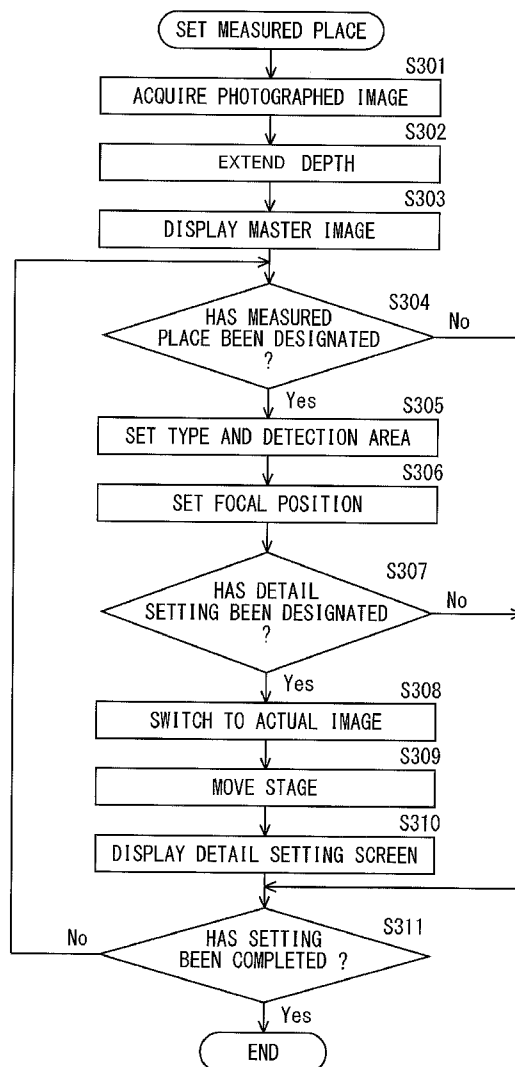 SET MEASURED PLACE
S301
ACQUIRE PHOTOGRAPHED IMAGE
S302
EXTEND DEPTH
S303
DISPLAY MASTER IMAGE
S304
HAS MEASURED
PLACE BEEN DESIGNATED
?
No
Yes
S305
SET TYPE AND DETECTION AREA
S306
SET FOCAL POSITION
S307
HAS DETAIL
SETTING BEEN DESIGNATED
?
No
Yes
S308
SWITCH TO ACTUAL IMAGE
S309
MOVE STAGE
S310
DISPLAY DETAIL SETTING SCREEN
S311
HAS SETTING
BEEN COMPLETED ?
No
Yes
END